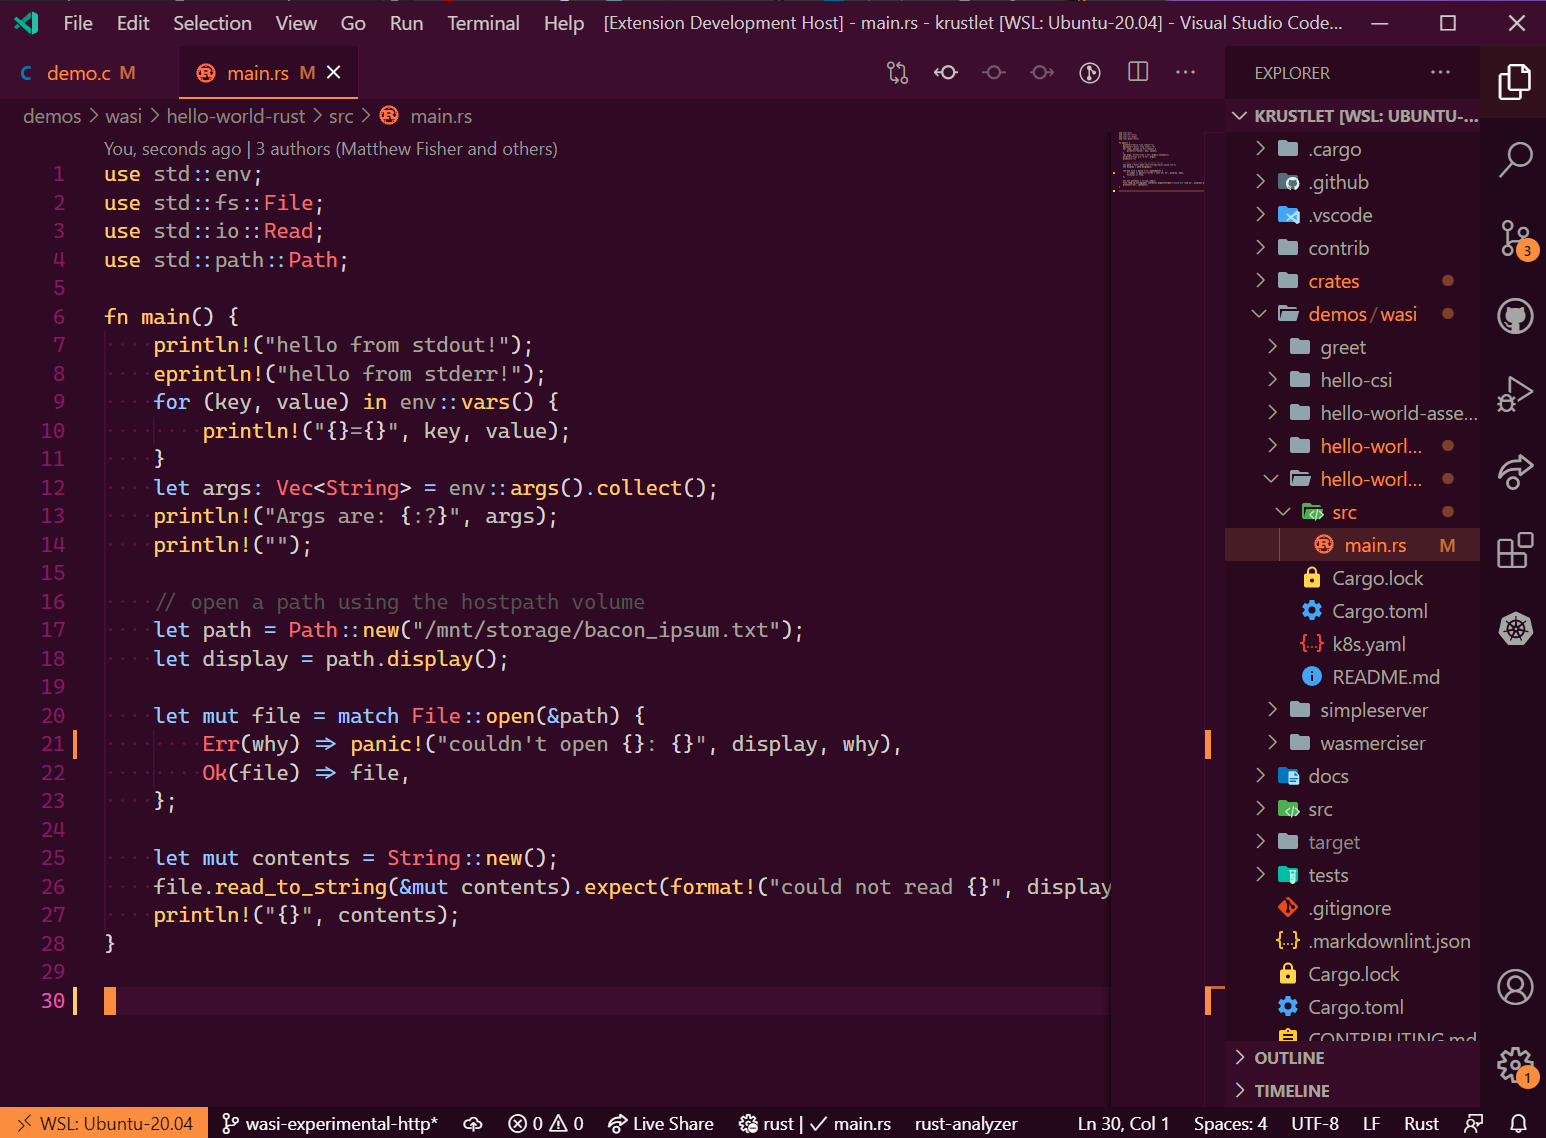 File Edit Selection View Go Run Terminal Help [Extension Development Host] - main.rs - krustlet [WSL: Ubuntu-20.04] - Visual Studio Code...
C demo.c M main.rs M
EXPLORER
demos > wasi > hello-world-rust > src > main.rs
KRUSTLET [WSL: UBUNTU-...
You, seconds ago | 3 authors (Matthew Fisher and others)
1 use std::env;
2 use std::fs::File;
3 use std::io::Read;
4 use std::path::Path;
5
6 fn main() {
7 println!("hello from stdout!");
8 eprintln!("hello from stderr!");
9 for (key, value) in env::vars() {
10 println!("{}={}", key, value);
11 }
12 let args: Vec<String> = env::args().collect();
13 println!("Args are: {:?}", args);
14 println!("");
15
16 // open a path using the hostpath volume
17 let path = Path::new("/mnt/storage/bacon_ipsum.txt");
18 let display = path.display();
19
20 let mut file = match File::open(&path) {
21 Err(why) => panic!("couldn't open {}: {}", display, why),
22 Ok(file) => file,
23 };
24
25 let mut contents = String::new();
26 file.read_to_string(&mut contents).expect(format!("could not read {}", display
27 println!("{}", contents);
28 }
29
30
.cargo
.github
.vscode
contrib
crates
demos/wasi
greet
hello-csi
hello-world-asse...
hello-worl...
hello-worl...
src
main.rs M
Cargo.lock
Cargo.toml
k8s.yaml
README.md
simpleserver
wasmerciser
docs
src
target
tests
.gitignore
.markdownlint.json
Cargo.lock
Cargo.toml
CONTRIBUTING.md
OUTLINE
TIMELINE
3
1
WSL: Ubuntu-20.04 wasi-experimental-http* 0 0 Live Share rust | ✓ main.rs rust-analyzer Ln 30, Col 1 Spaces: 4 UTF-8 LF Rust